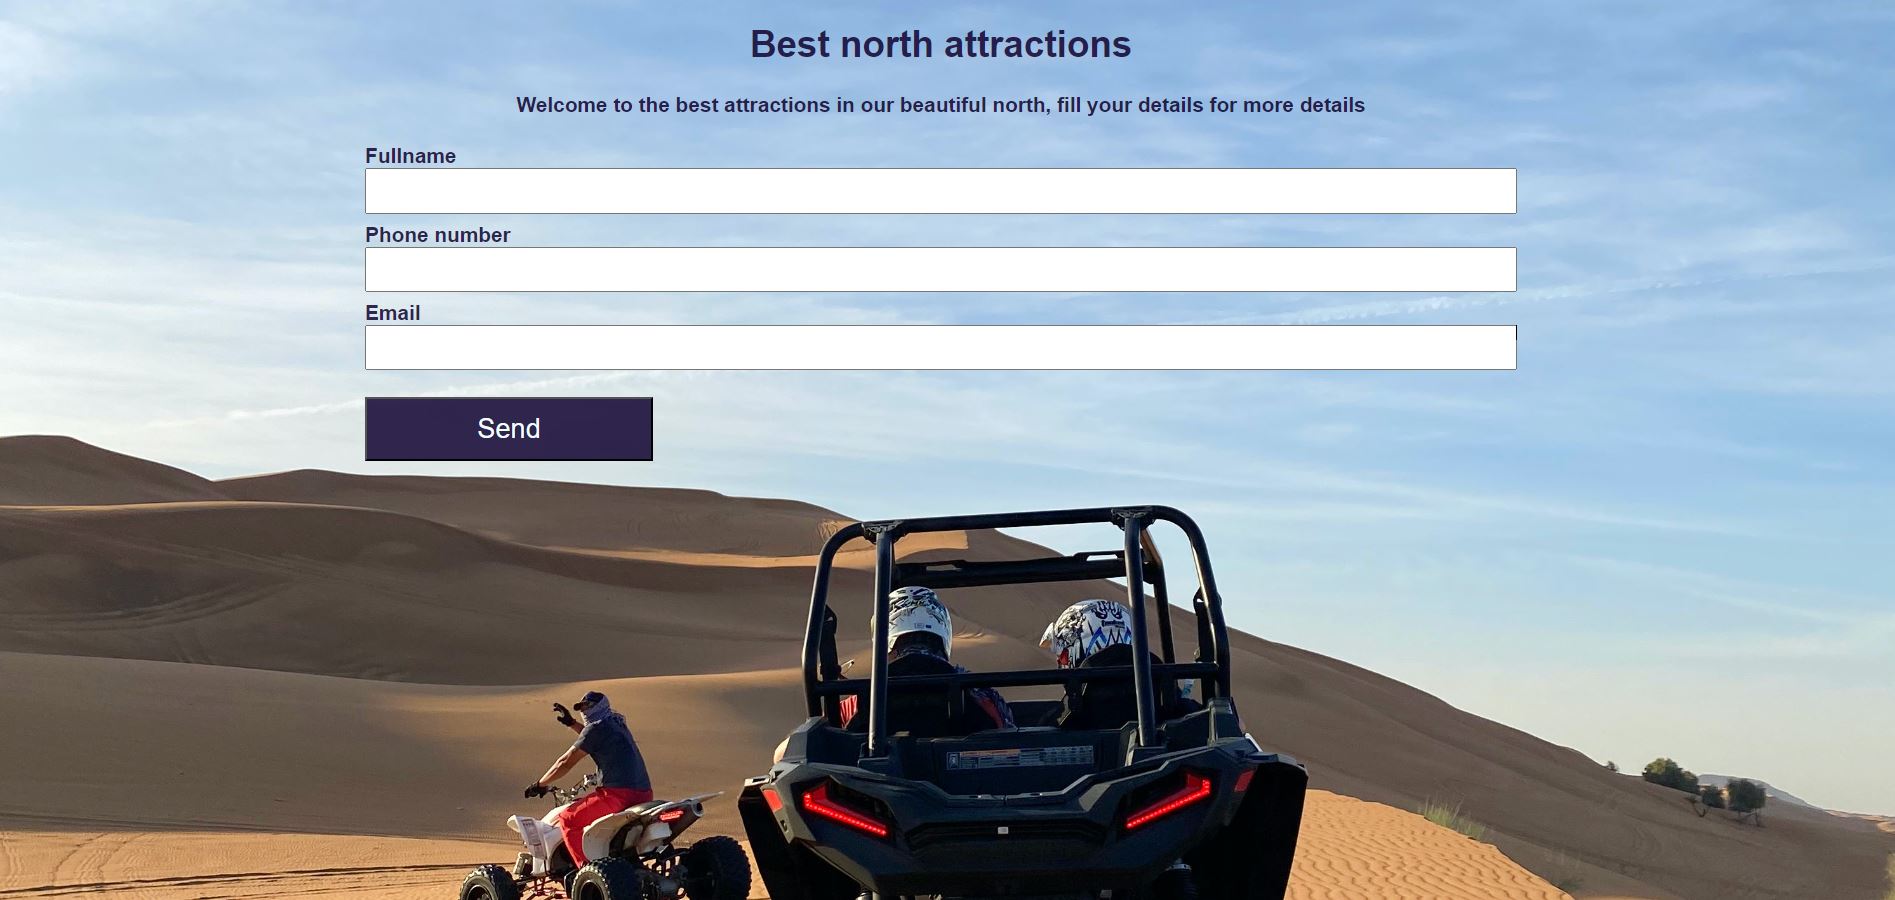 Best north attractions
Welcome to the best attractions in our beautiful north, fill your details for more details
Fullname
Phone number
Email
Send